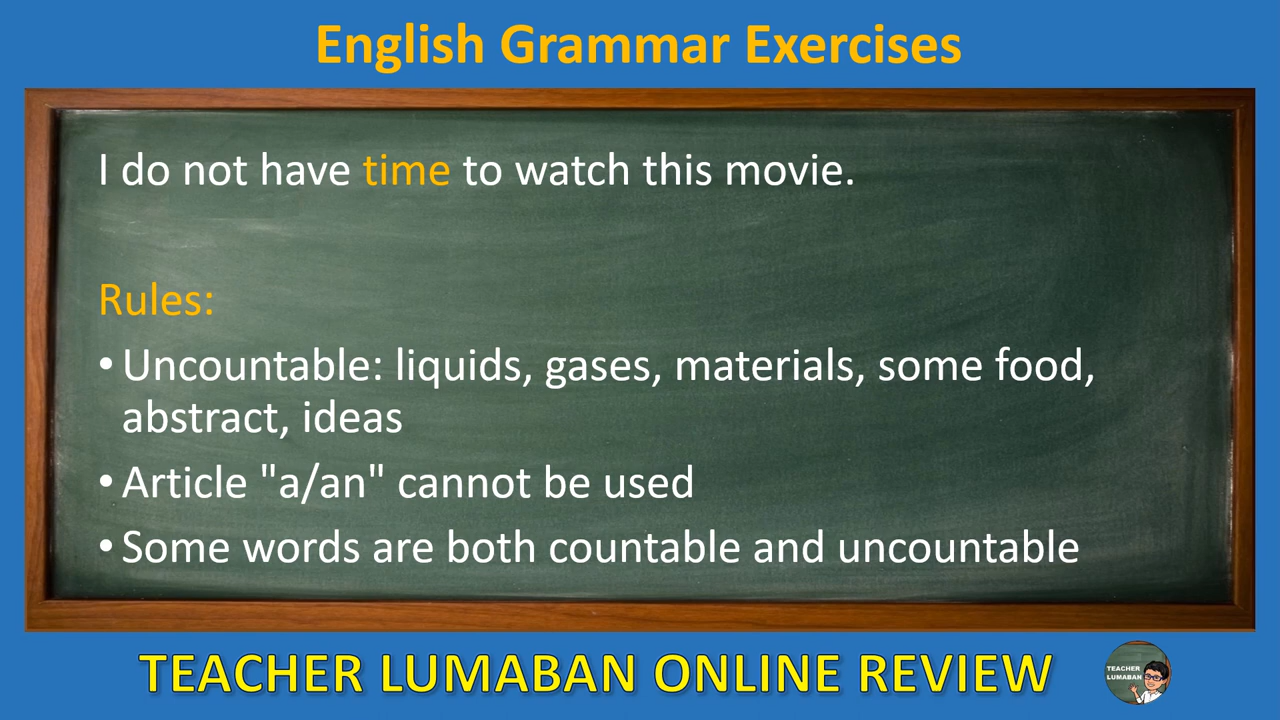 English Grammar Exercises
I do not have time to watch this movie.
Rules:
• Uncountable: liquids, gases, materials, some food,
abstract, ideas
• Article "a/an" cannot be used
• Some words are both countable and uncountable
TEACHER LUMABAN ONLINE REVIEW
TEACHER
LUMABAN